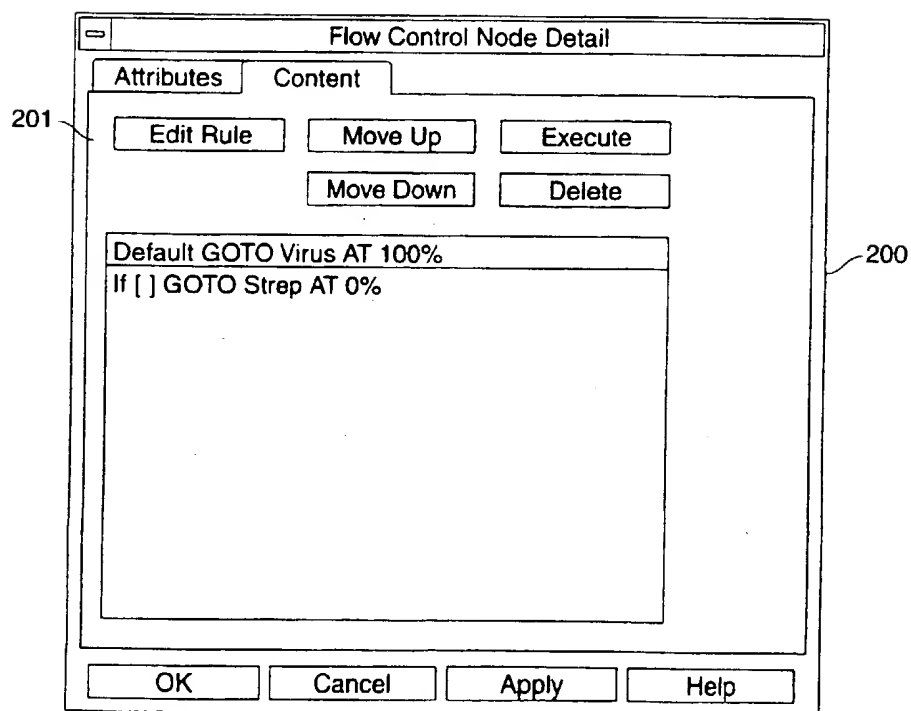 Flow Control Node Detail
Attributes Content
201
Edit Rule Move Up Execute
Move Down Delete
Default GOTO Virus AT 100%
200
If [ ] GOTO Strep AT 0%
OK Cancel Apply Help